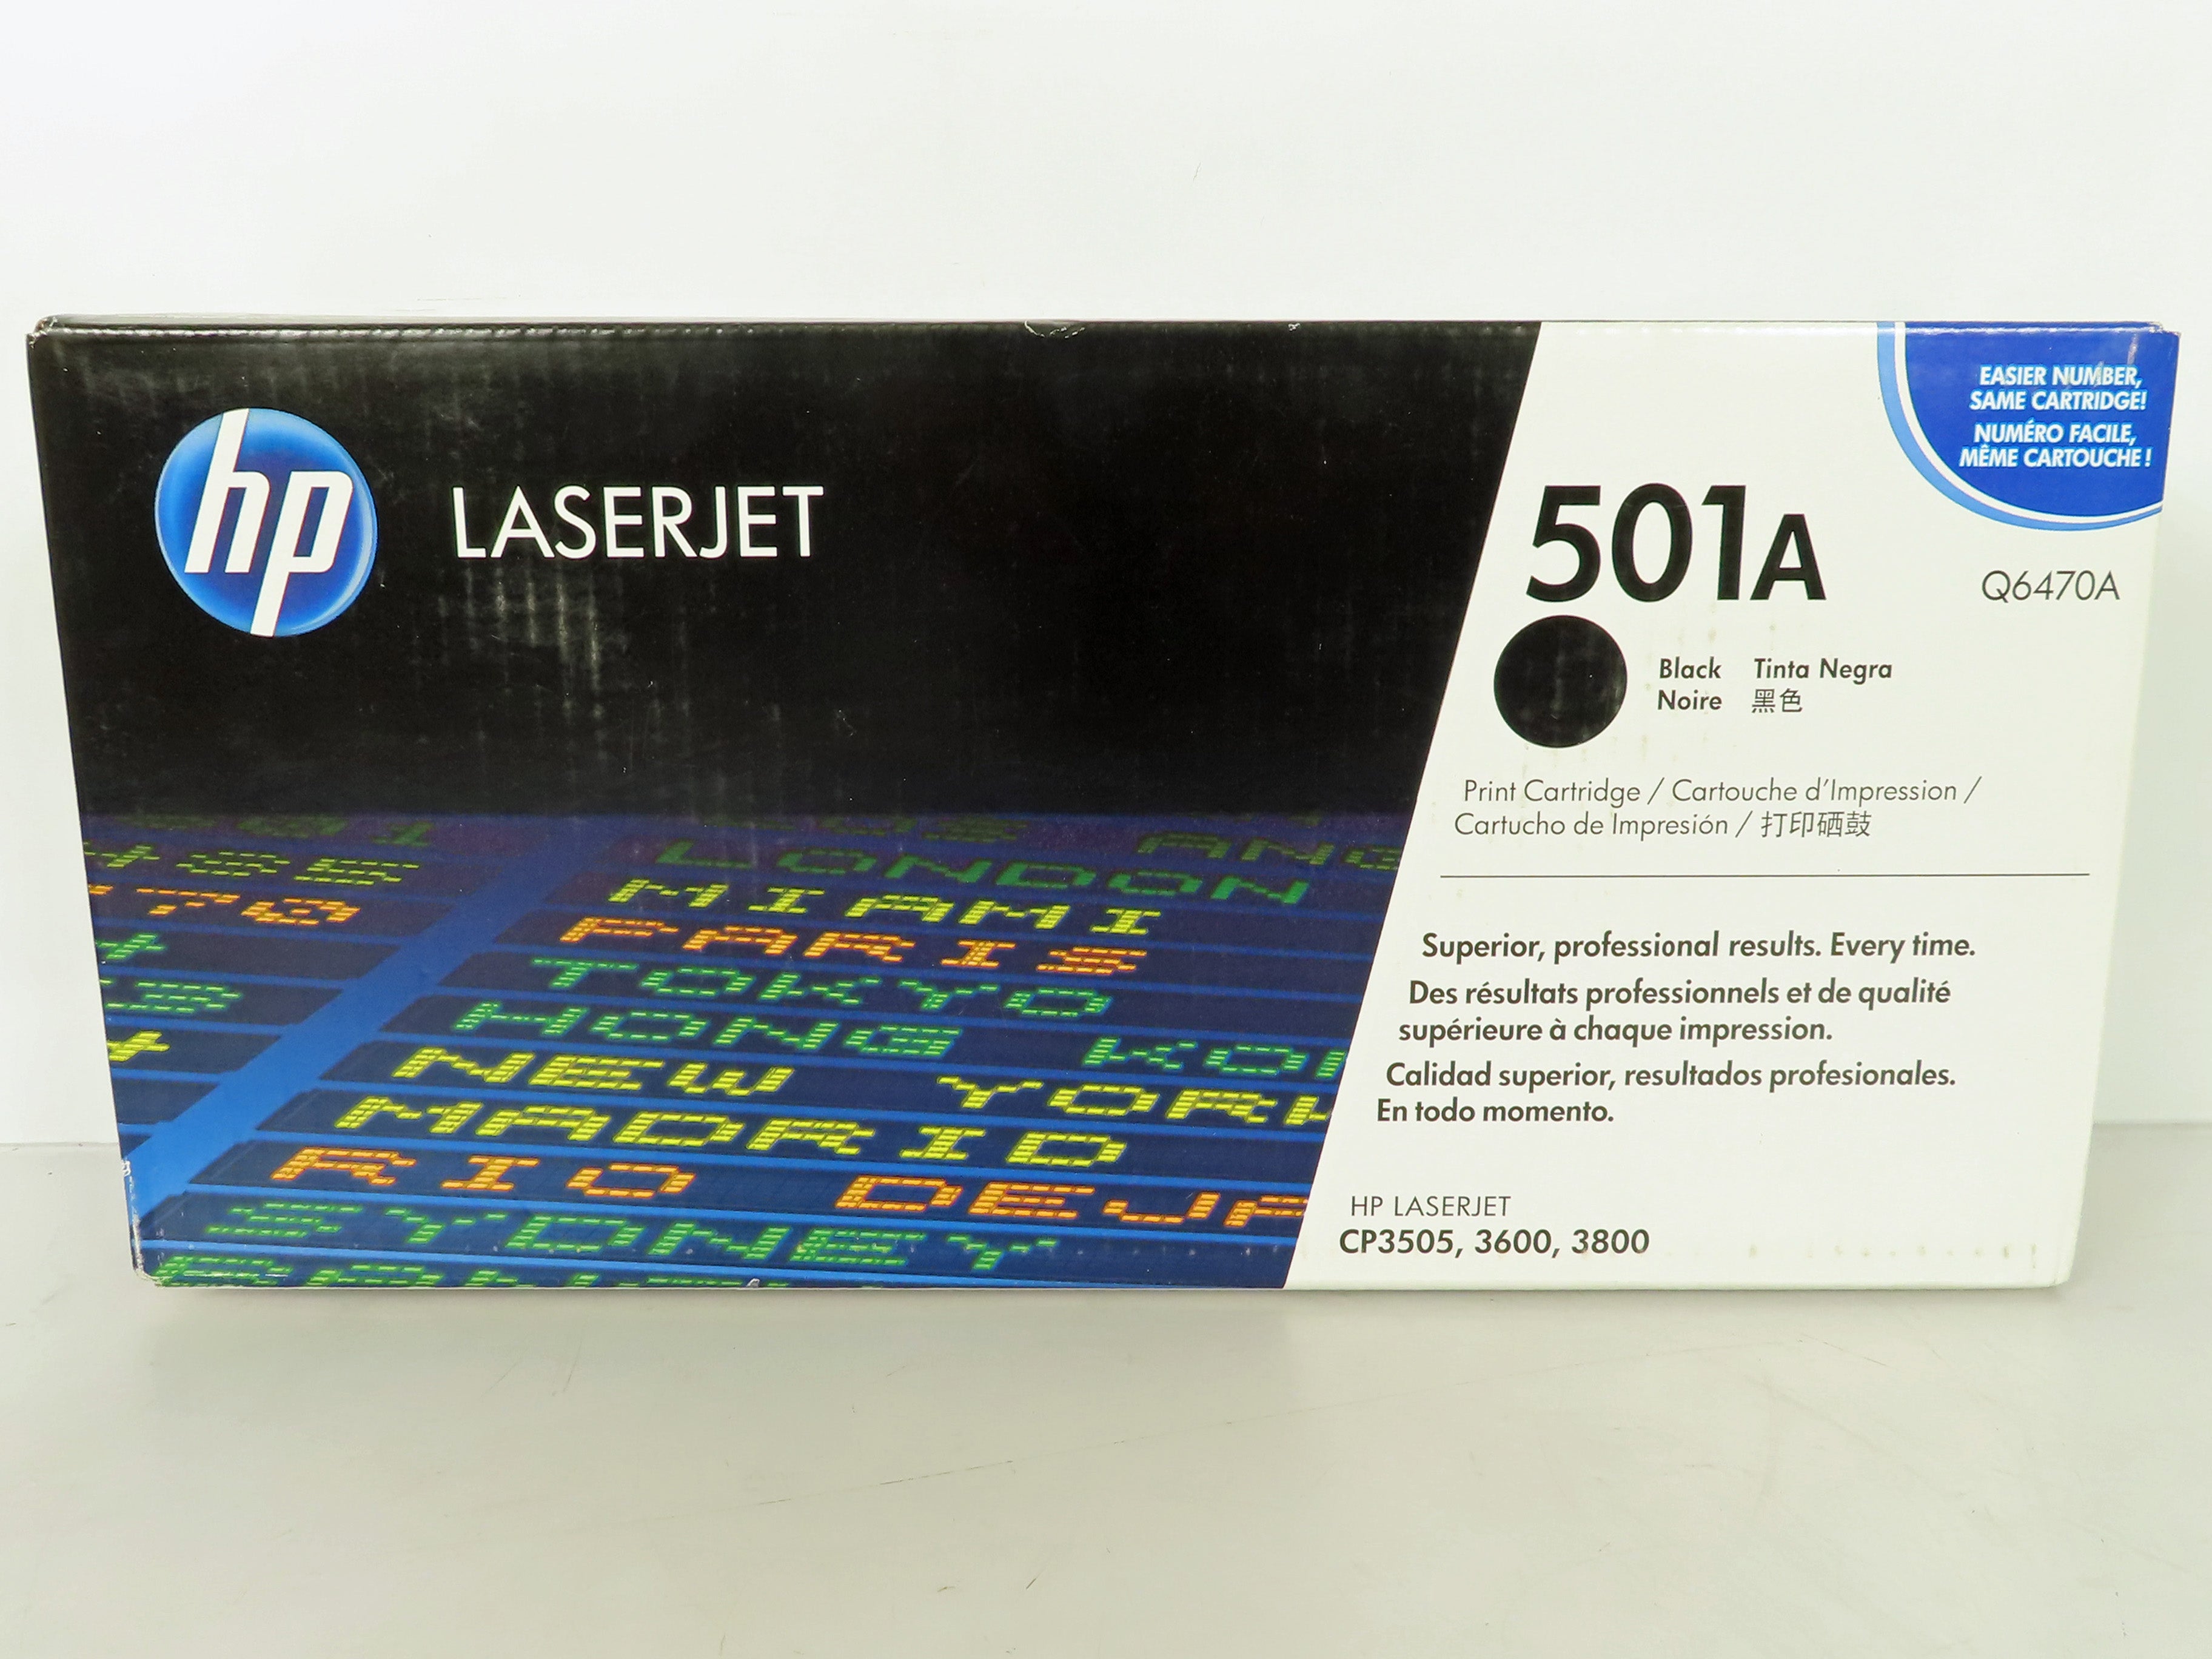 hp
LASERJET
EASIER NUMBER,
SAME CARTRIDGE!
NUMÉRO FACILE,
MÊME CARTOUCHE !
501A
Q6470A
Black Tinta Negra
Noire 黑色
Print Cartridge / Cartouche d'Impression /
Cartucho de Impresión / 打印硒鼓
Superior, professional results. Every time.
Des résultats professionnels et de qualité
supérieure à chaque impression.
Calidad superior, resultados profesionales.
En todo momento.
HP LASERJET
CP3505, 3600, 3800
LONDON
MIAMI
PARIS
TOKYO
HONG
NEW YORK
MADRID
RIO
SYDNEY